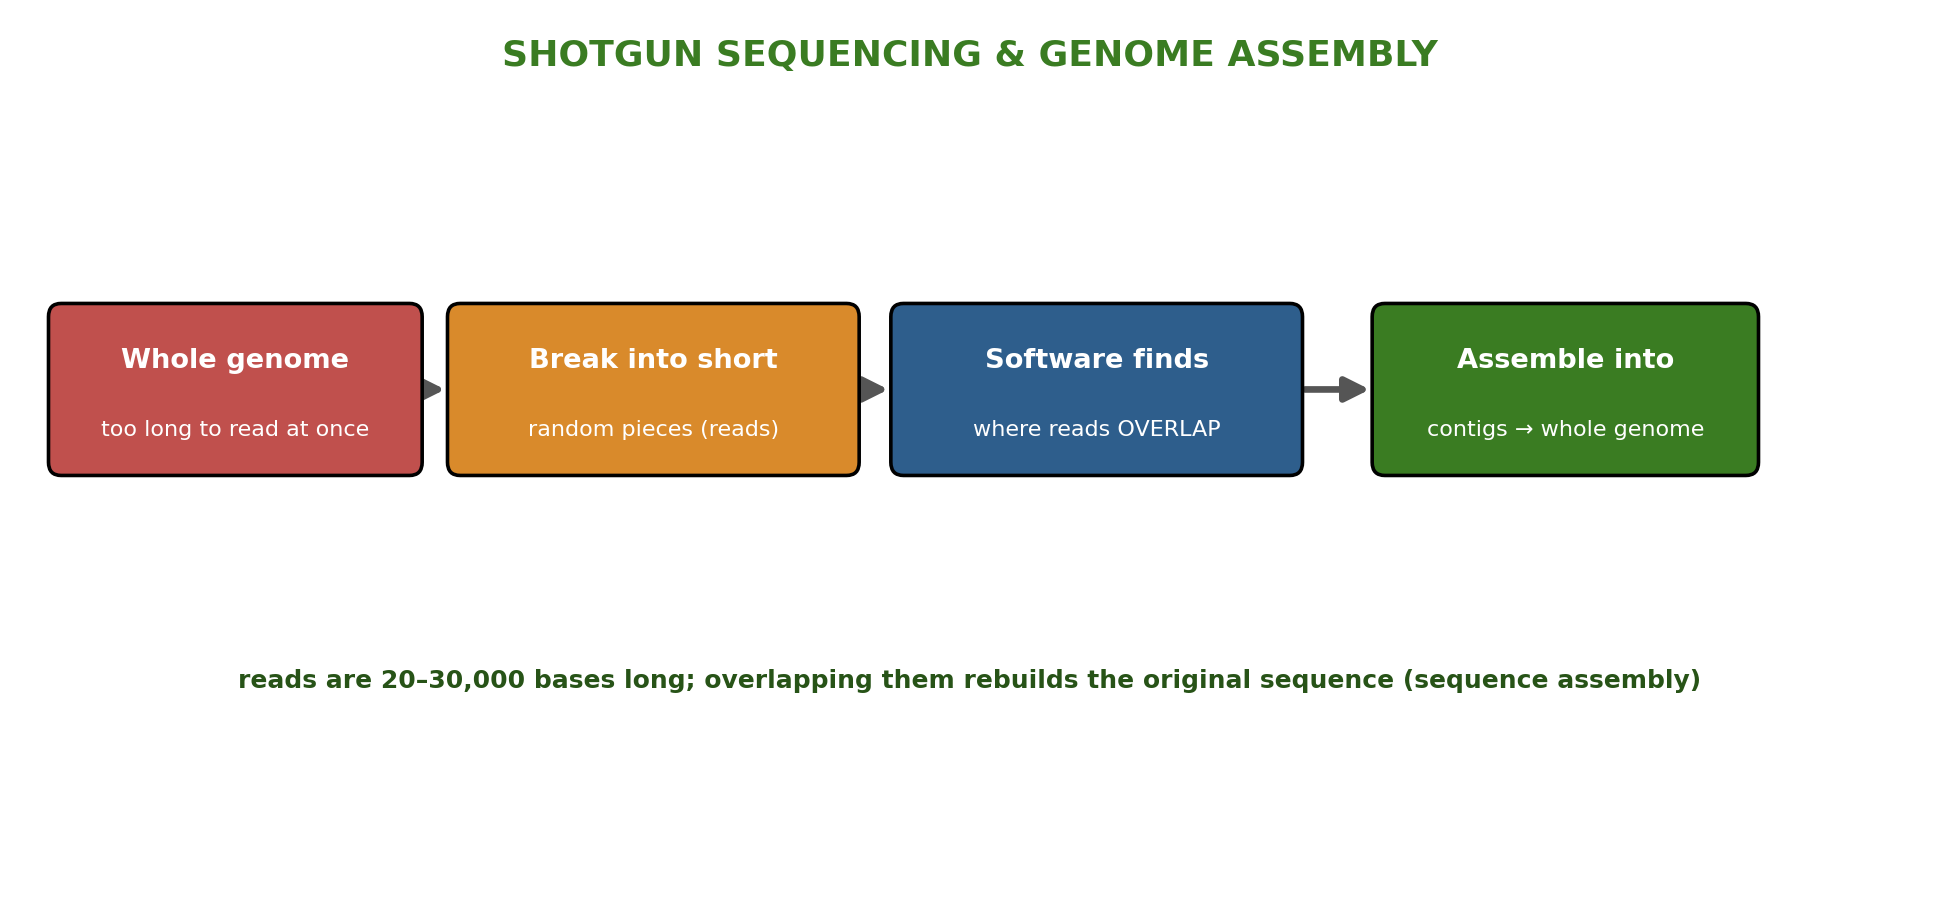 SHOTGUN SEQUENCING & GENOME ASSEMBLY
Whole genome
too long to read at once
Break into short
random pieces (reads)
Software finds
where reads OVERLAP
Assemble into
contigs → whole genome
reads are 20–30,000 bases long; overlapping them rebuilds the original sequence (sequence assembly)